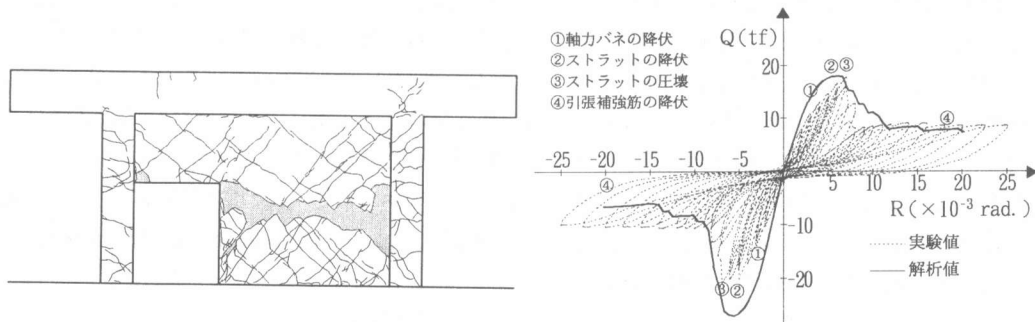 ①軸力バネの降伏
②ストラットの降伏
③ストラットの圧壊
④引張補強筋の降伏
Q(tf)
②③
20
①
10
④
-25 -20 -10 -5
5 10 15 20 25
④
R(×10⁻³ rad.)
-10
①
実験値
-20
解析値
③②